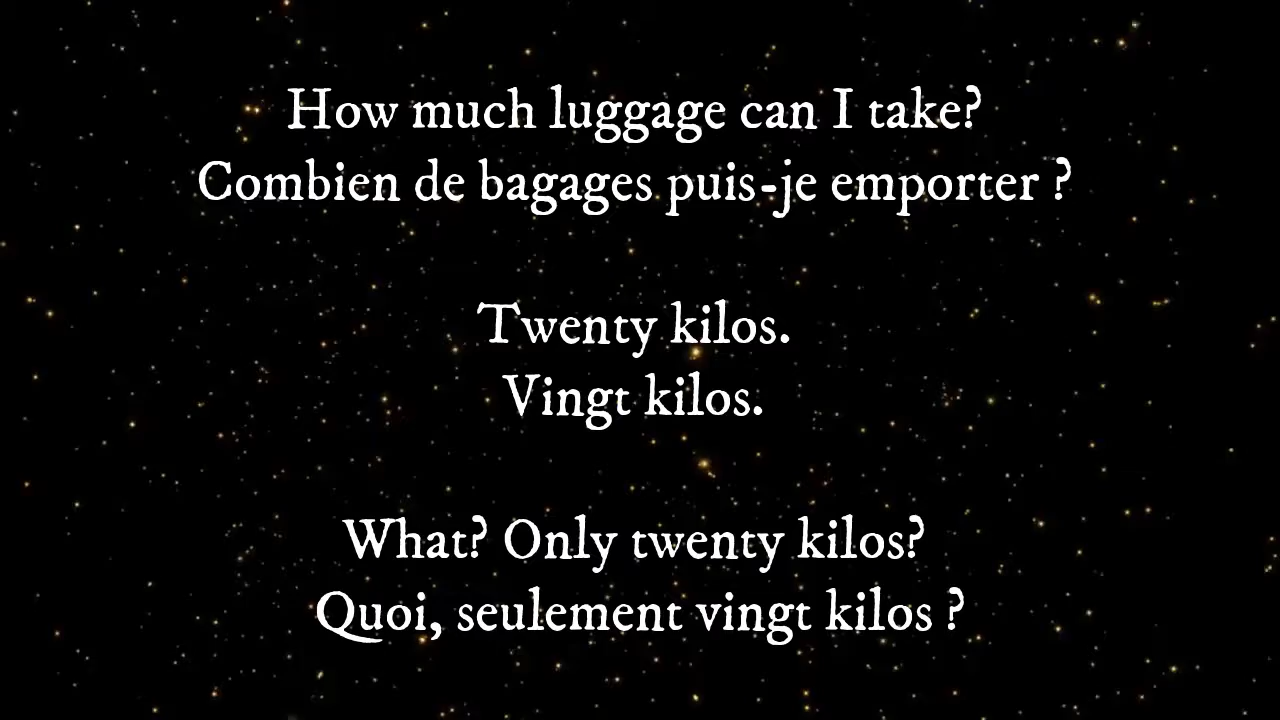 How much luggage can I take?
Combien de bagages puis-je emporter ?
Twenty kilos.
Vingt kilos.
What? Only twenty kilos?
Quoi, seulement vingt kilos ?